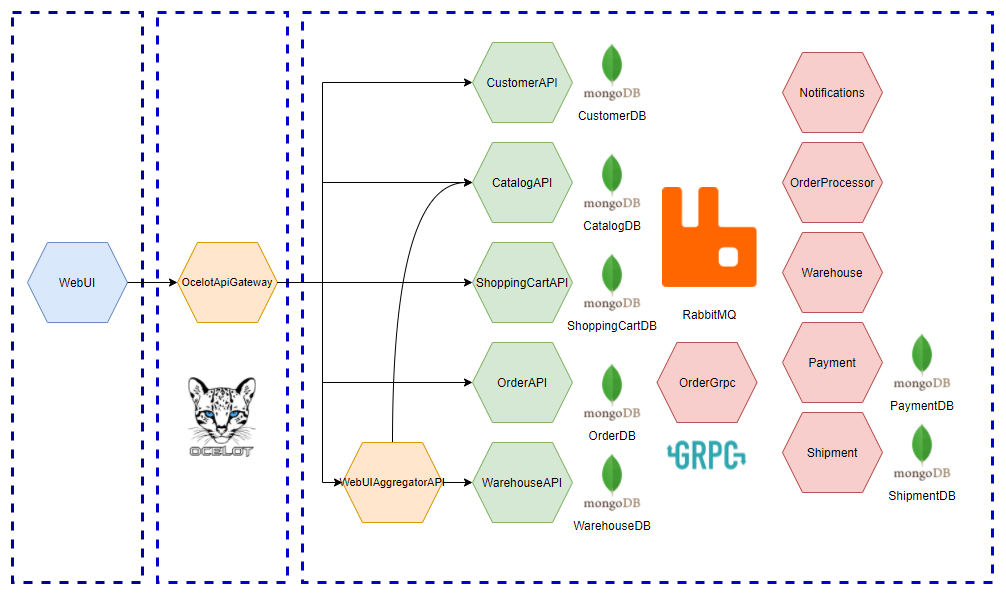 WebUI
OcelotApiGateway
OCELOT
CustomerAPI
mongoDB
CustomerDB
CatalogAPI
mongoDB
CatalogDB
ShoppingCartAPI
mongoDB
ShoppingCartDB
OrderAPI
mongoDB
OrderDB
WebUIAggregatorAPI
WarehouseAPI
mongoDB
WarehouseDB
RabbitMQ
OrderGrpc
GRPC
Notifications
OrderProcessor
Warehouse
Payment
mongoDB
PaymentDB
Shipment
mongoDB
ShipmentDB